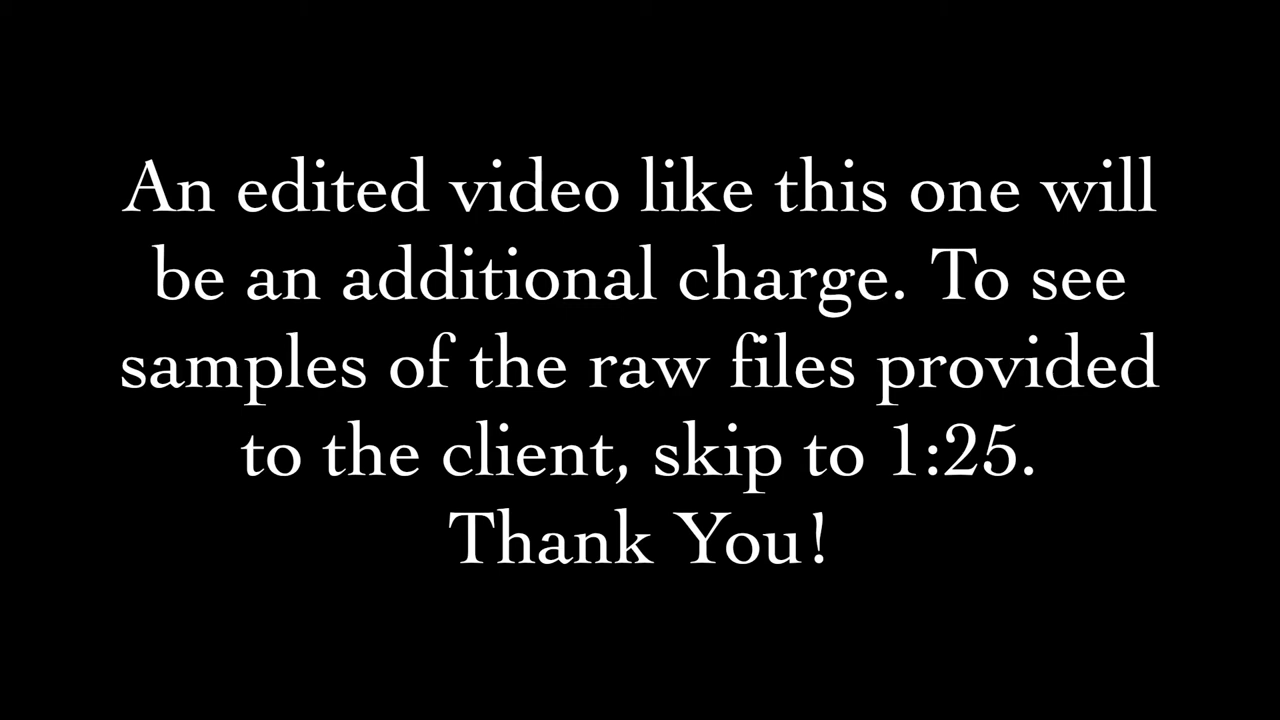 An edited video like this one will
be an additional charge. To see
samples of the raw files provided
to the client, skip to 1:25.
Thank You!